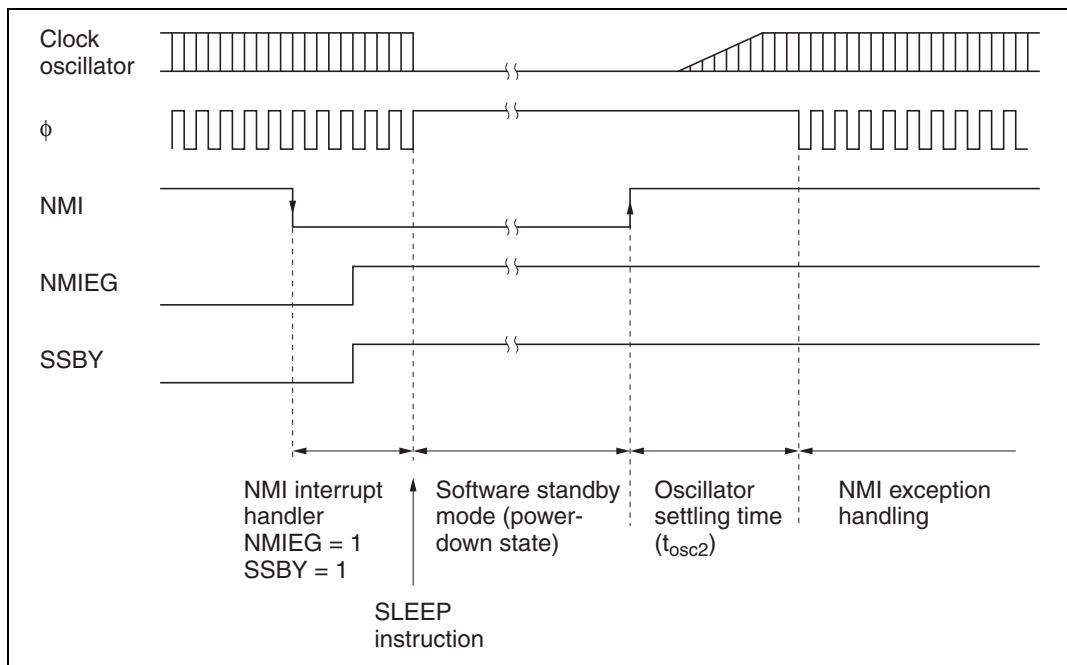 Clock
oscillator
φ
NMI
NMIEG
SSBY
NMI interrupt
handler
NMIEG = 1
SSBY = 1
Software standby
mode (power-
down state)
Oscillator
settling time
(tosc2)
NMI exception
handling
SLEEP
instruction